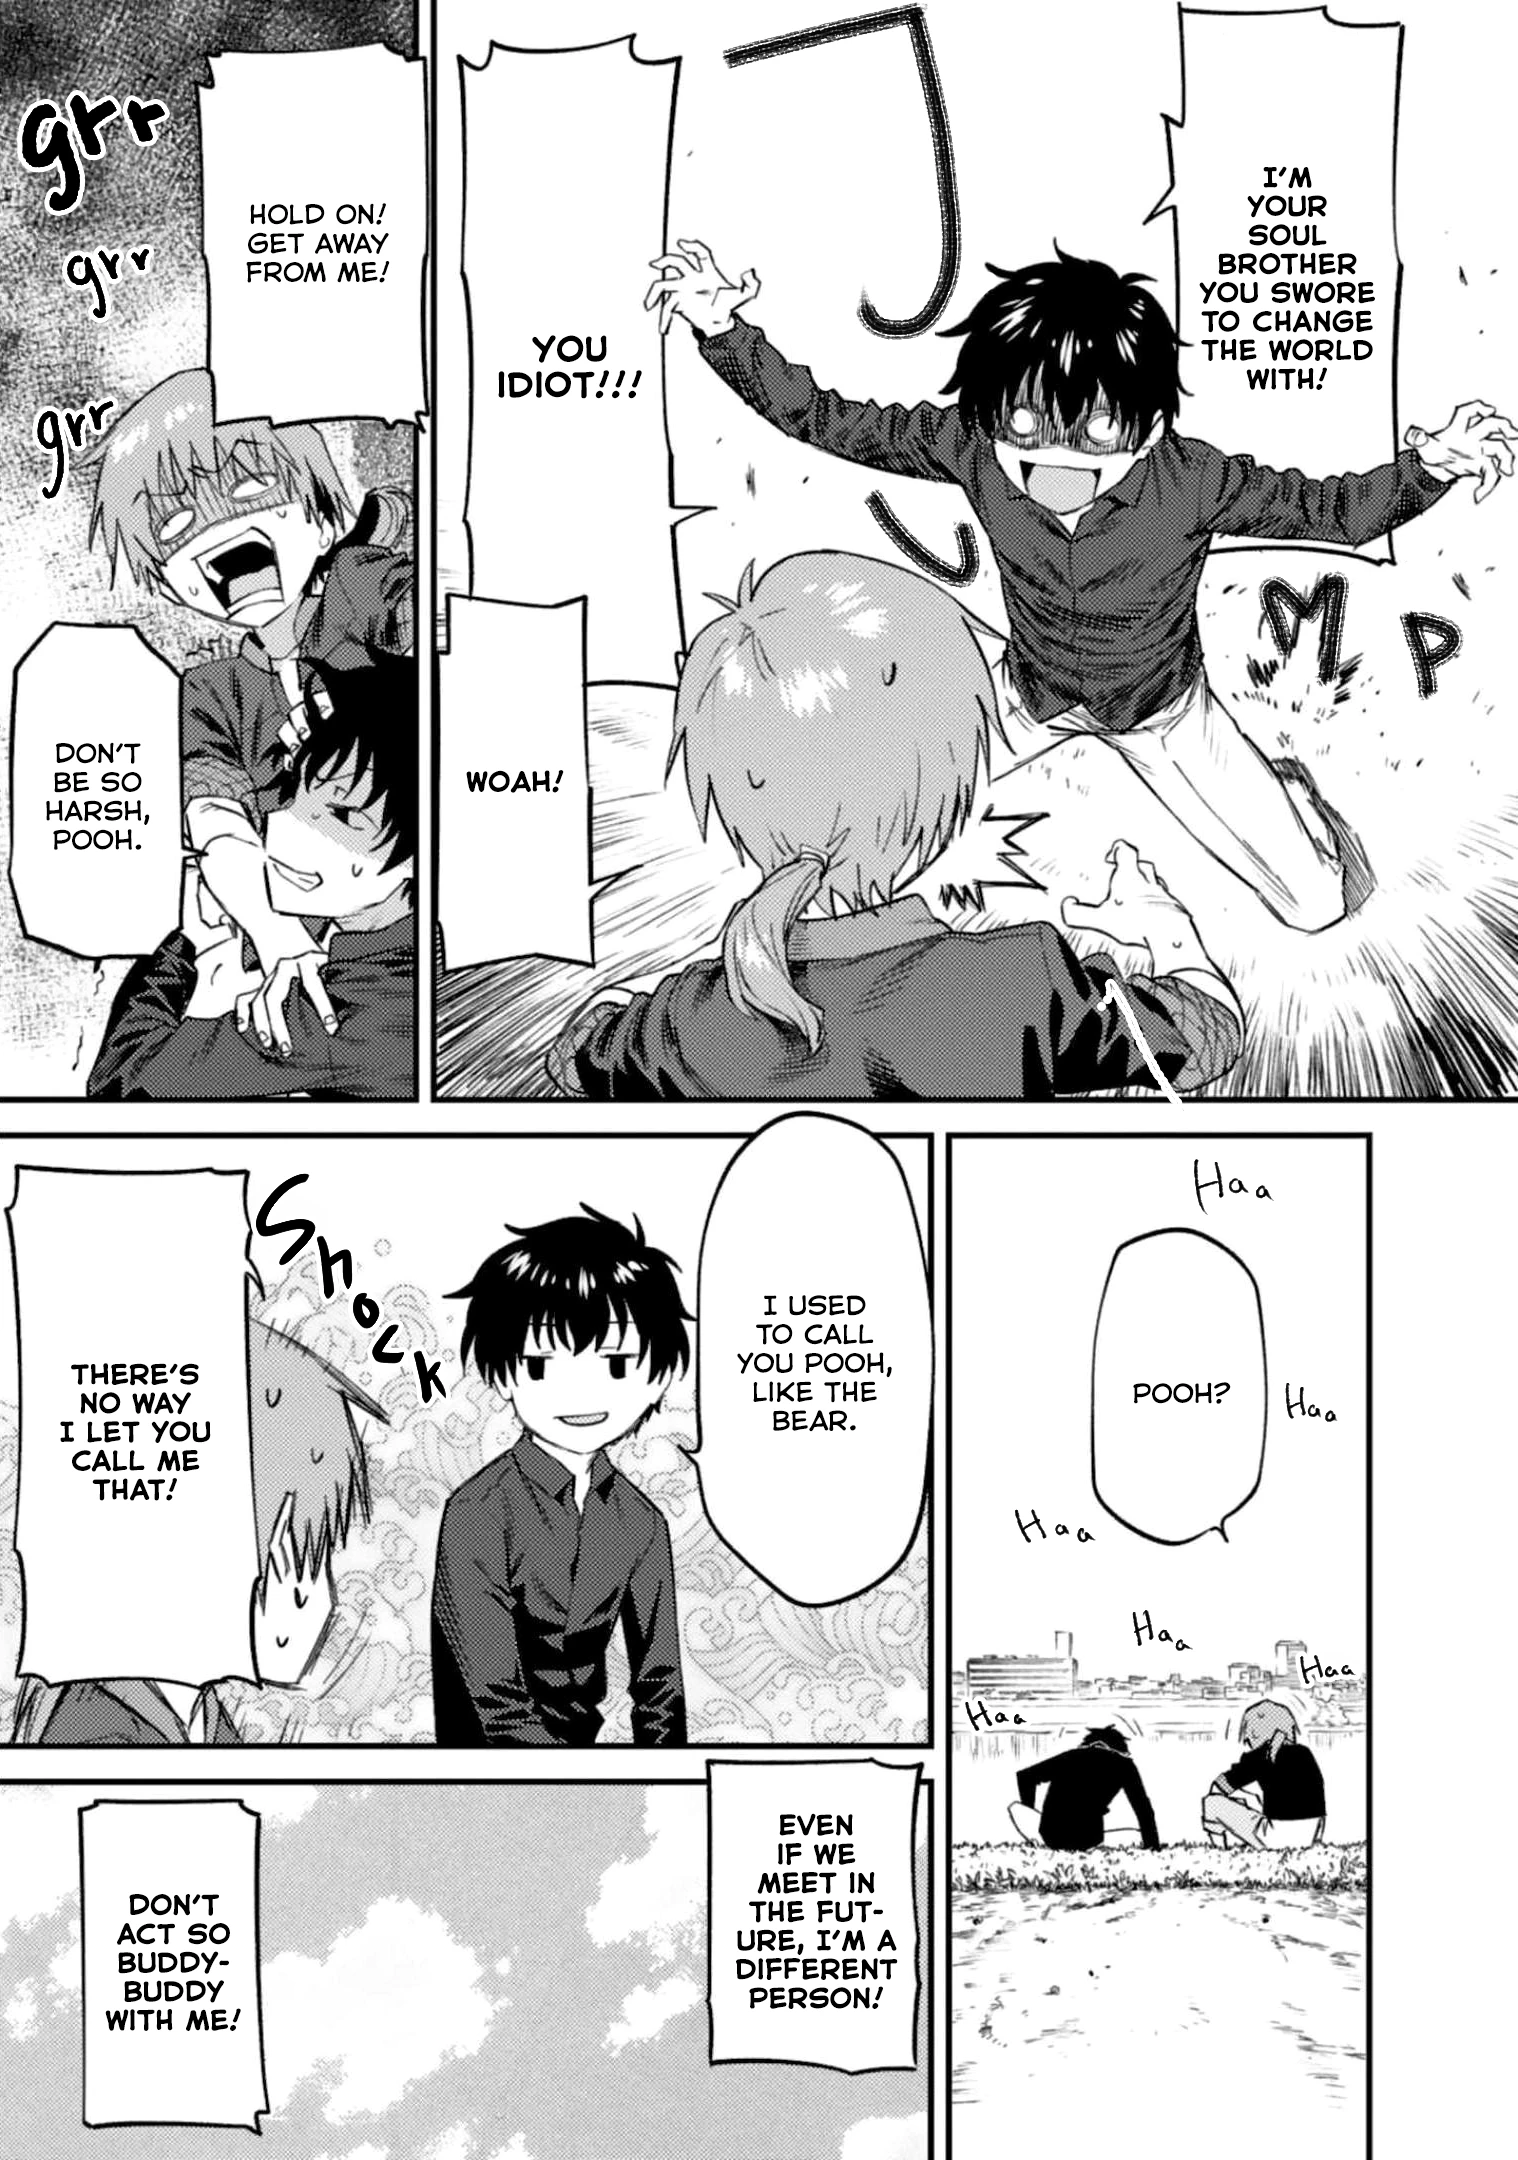 I'M
YOUR
SOUL
BROTHER
YOU SWORE
TO CHANGE
THE WORLD
WITH!
JUMP
YOU
IDIOT!!!
WOAH!
HOLD ON!
GET AWAY
FROM ME!
grr
grr
grr
DON'T
BE SO
HARSH,
POOH.
Haa
POOH?
Haa
Haa
Haa
Haa
Haa
I USED
TO CALL
YOU POOH,
LIKE THE
BEAR.
Shock
THERE'S
NO WAY
I LET YOU
CALL ME
THAT!
EVEN
IF WE
MEET IN
THE FUT-
URE, I'M A
DIFFERENT
PERSON!
DON'T
ACT SO
BUDDY-
BUDDY
WITH ME!